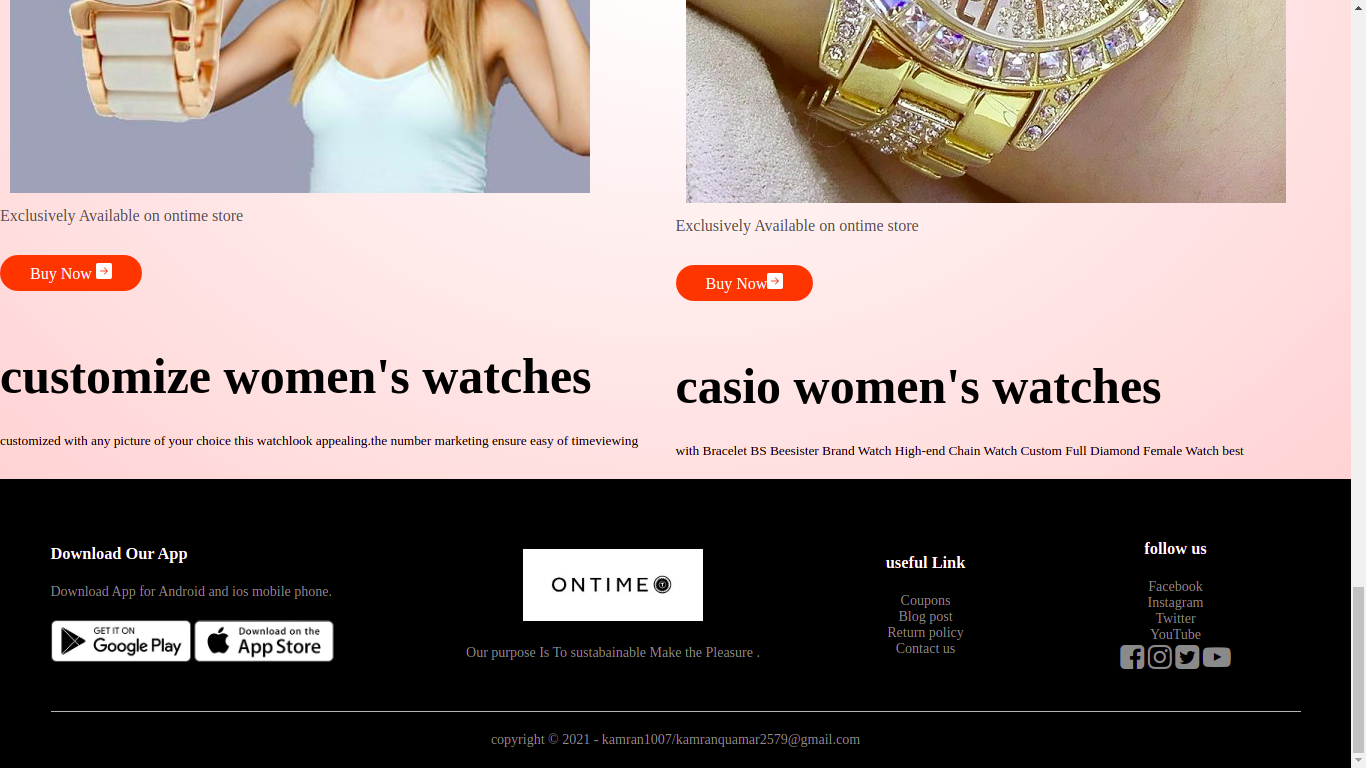 Exclusively Available on ontime store
Buy Now
customize women's watches
customized with any picture of your choice this watchlook appealing.the number marketing ensure easy of timeviewing
Exclusively Available on ontime store
Buy Now
casio women's watches
with Bracelet BS Beesister Brand Watch High-end Chain Watch Custom Full Diamond Female Watch best
Download Our App
Download App for Android and ios mobile phone.
GET IT ON
Google Play
Download on the
App Store
ONTIME
Our purpose Is To sustabainable Make the Pleasure .
useful Link
Coupons
Blog post
Return policy
Contact us
follow us
Facebook
Instagram
Twitter
YouTube
copyright © 2021 - kamran1007/kamranquamar2579@gmail.com